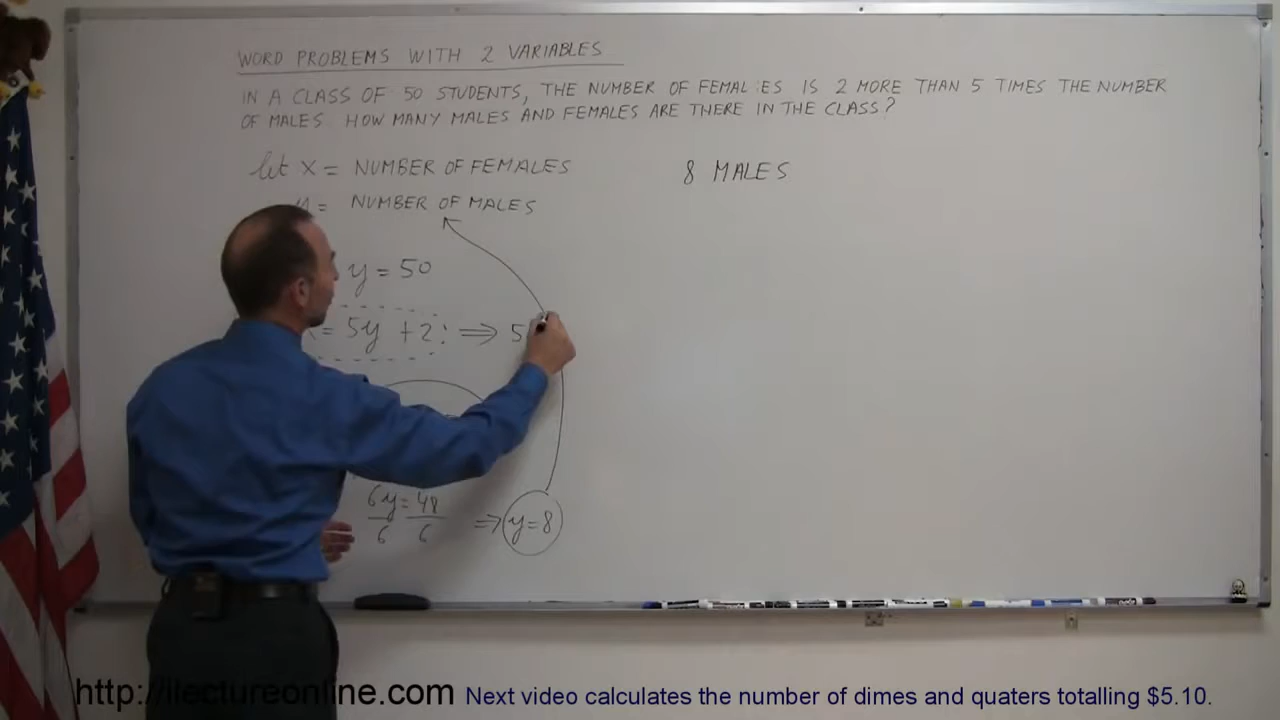 WORD PROBLEMS WITH 2 VARIABLES
IN A CLASS OF 50 STUDENTS, THE NUMBER OF FEMALES IS 2 MORE THAN 5 TIMES THE NUMBER
OF MALES. HOW MANY MALES AND FEMALES ARE THERE IN THE CLASS?
let x = NUMBER OF FEMALES
8 MALES
y = NUMBER OF MALES
y = 50
= 5y + 2 ⇒ 5
6y = 48 ⇒ y = 8
6 6
http://ilectureonline.com Next video calculates the number of dimes and quaters totalling $5.10.